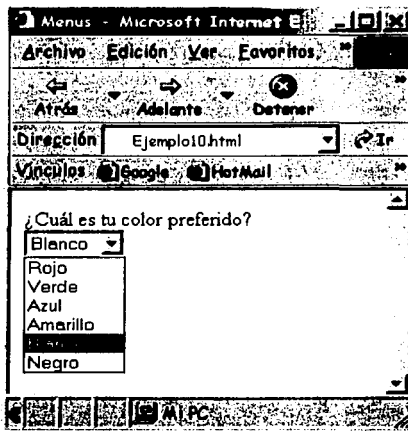 Menus - Microsoft Internet E
Archivo Edición Ver Favoritos »
Atrás Adelante Detener
Dirección Ejemplo10.html Ir
Vínculos Google HotMail »
¿Cuál es tu color preferido?
Blanco
Rojo
Verde
Azul
Amarillo
Negro
Mi PC